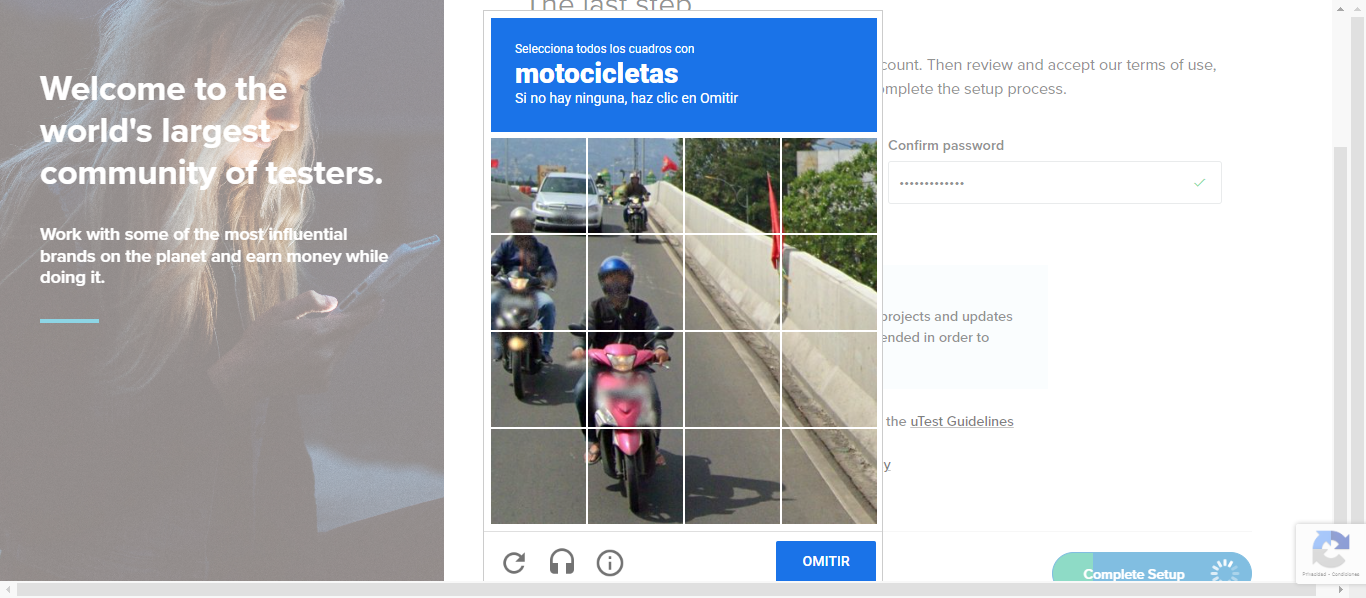 Welcome to the
world's largest
community of testers.
Work with some of the most influential
brands on the planet and earn money while
doing it.
The last step
Selecciona todos los cuadros con
motocicletas
Si no hay ninguna, haz clic en Omitir
count. Then review and accept our terms of use,
omplete the setup process.
Confirm password
•••••••••••••
projects and updates
ended in order to
the uTest Guidelines
y
OMITIR
Complete Setup
Privacidad - Condiciones